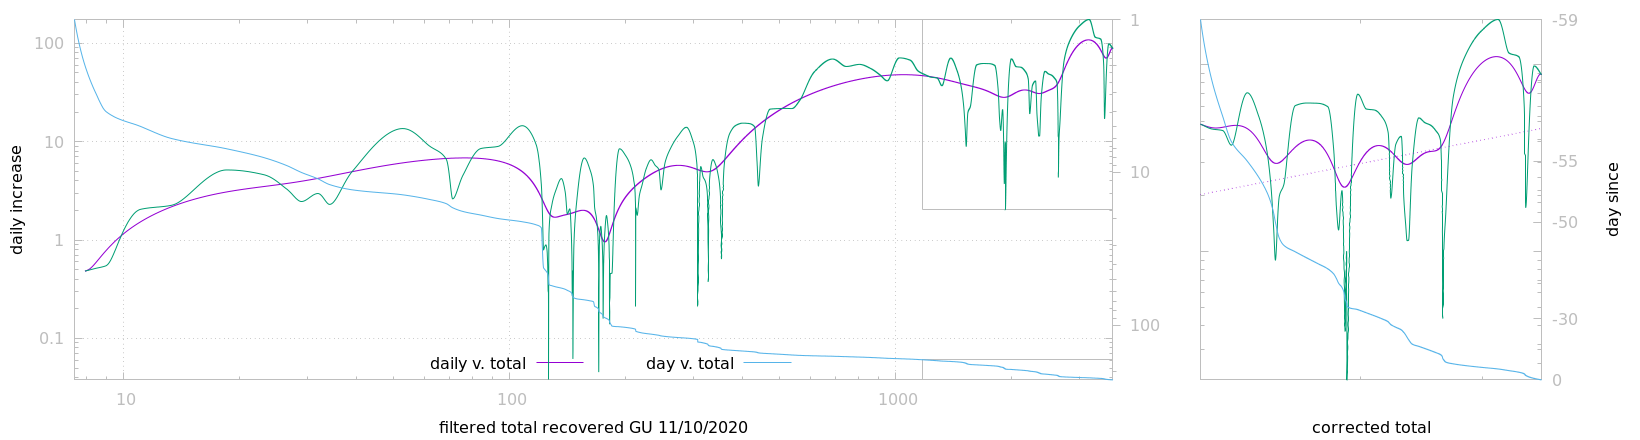 100
10
1
0.1
daily increase
10
100
1000
filtered total recovered GU 11/10/2020
daily v. total
day v. total
1
10
100
-59
-55
-50
-30
0
day since
corrected total